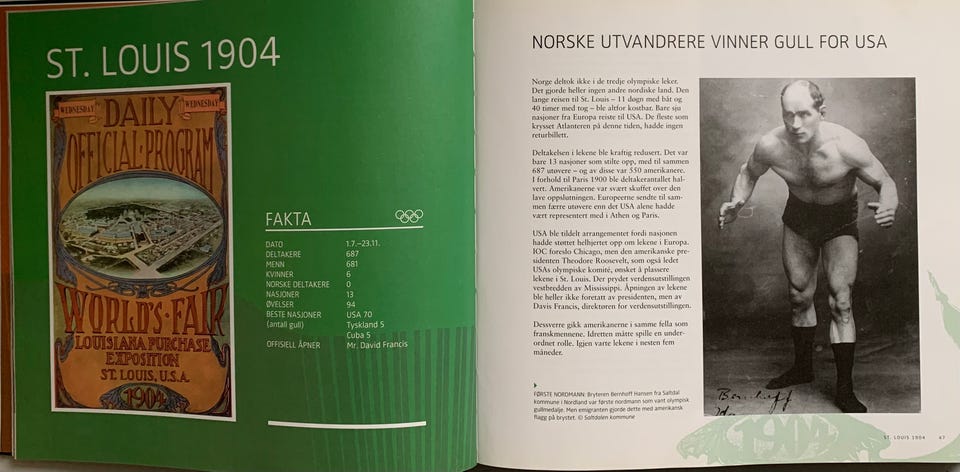 ST. LOUIS 1904
WEDNESDAY
WEDNESDAY
DAILY
OFFICIAL·PROGRAM
WORLD'S·FAIR
LOUISIANA PURCHASE
EXPOSITION
ST. LOUIS, U.S.A.
1904
FAKTA
DATO 1.7.–23.11.
DELTAKERE 687
MENN 681
KVINNER 6
NORSKE DELTAKERE 0
NASJONER 13
ØVELSER 94
BESTE NASJONER USA 70
(antall gull) Tyskland 5
Cuba 5
OFFISIELL ÅPNER Mr. David Francis
NORSKE UTVANDRERE VINNER GULL FOR USA
Norge deltok ikke i de tredje olympiske leker.
Det gjorde heller ingen andre nordiske land. Den
lange reisen til St. Louis – 11 døgn med båt og
40 timer med tog – ble altfor kostbar. Bare sju
nasjoner fra Europa reiste til USA. De fleste som
krysset Atlanteren på denne tiden, hadde ingen
returbillett.
Deltakelsen i lekene ble kraftig redusert. Det var
bare 13 nasjoner som stilte opp, med til sammen
687 utøvere – og av disse var 550 amerikanere.
I forhold til Paris 1900 ble deltakerantallet hal-
vert. Amerikanerne var svært skuffet over den
lave oppslutningen. Europeerne sendte til sam-
men færre utøvere enn det USA alene hadde
vært representert med i Athen og Paris.
USA ble tildelt arrangementet fordi nasjonen
hadde støttet helhjertet opp om lekene i Europa.
IOC foreslo Chicago, men den amerikanske pre-
sidenten Theodore Roosevelt, som også ledet
USAs olympiske komité, ønsket å plassere
lekene i St. Louis. Der prydet verdensutstillingen
vestbredden av Mississippi. Åpningen av lekene
ble heller ikke foretatt av presidenten, men av
Davis Francis, direktøren for verdensutstillingen.
Dessverre gikk amerikanerne i samme fella som
franskmennene. Idretten måtte spille en under-
ordnet rolle. Igjen varte lekene i nesten fem
måneder.
FØRSTE NORDMANN: Bryteren Bernhoff Hansen fra Saltdal
kommune i Nordland var første nordmann som vant olympisk
gullmedalje. Men emigranten gjorde dette med amerikansk
flagg på brystet. © Saltdalen kommune
1904
ST. LOUIS 1904 67